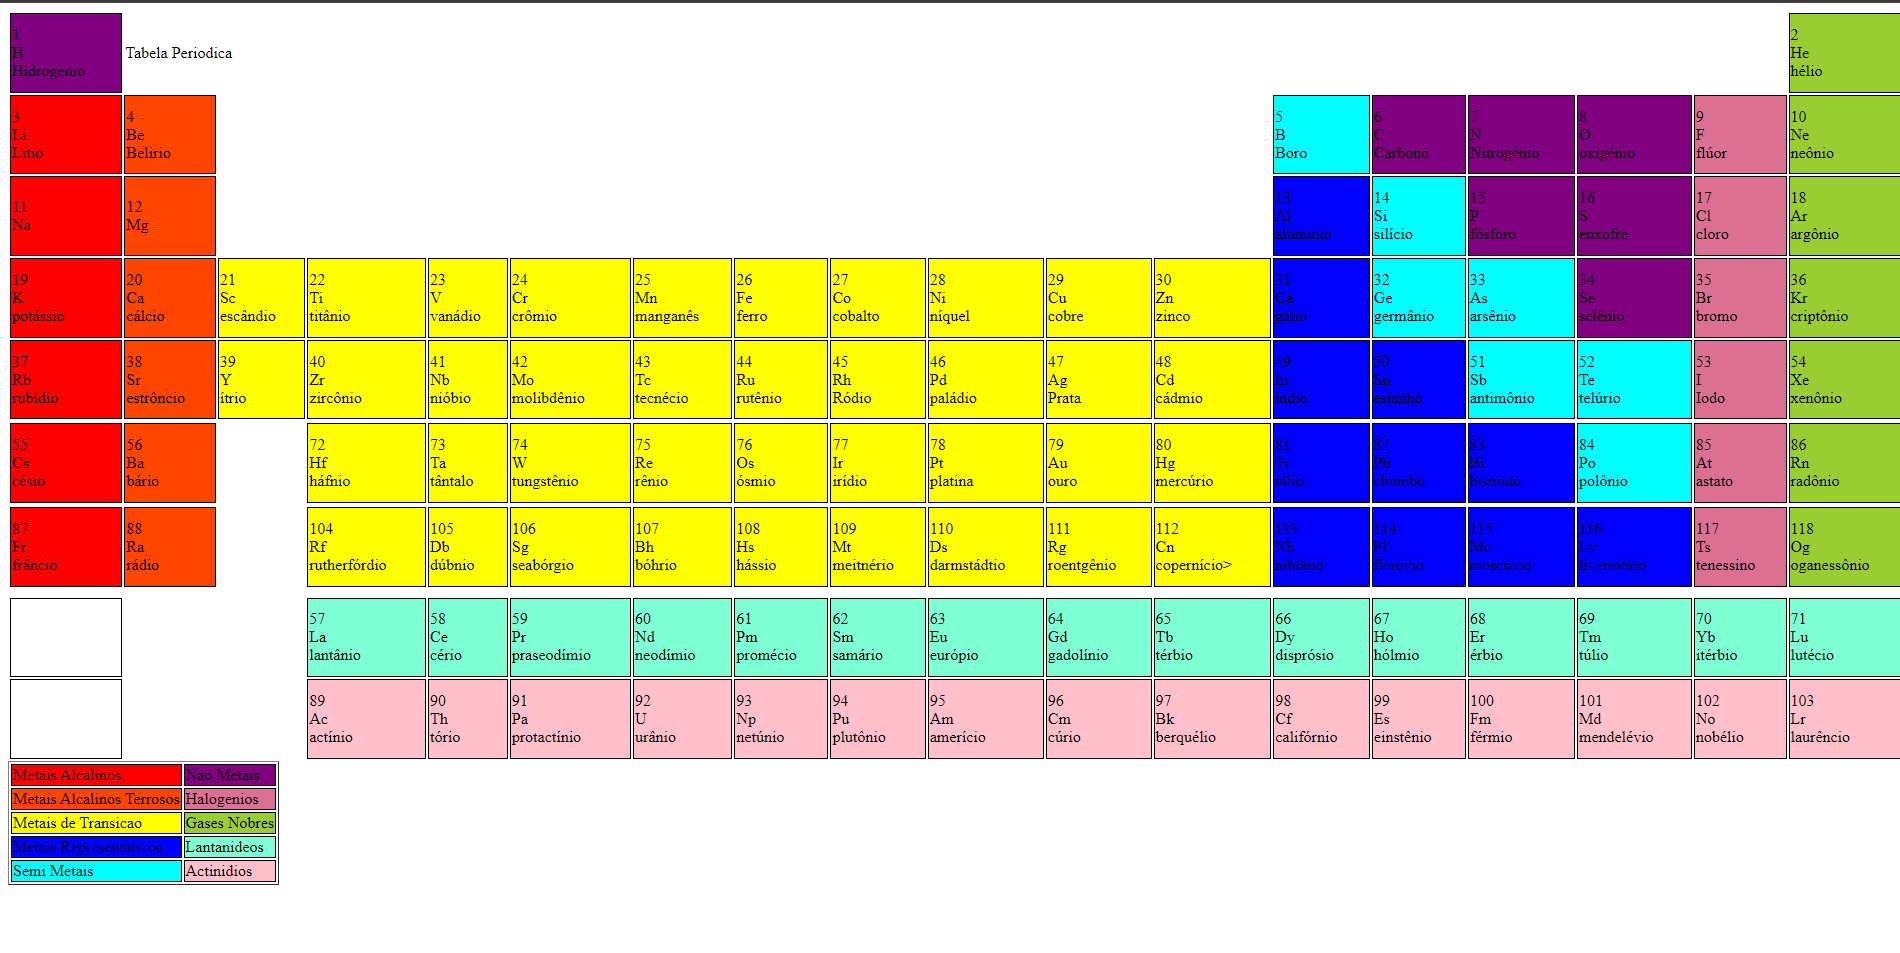 1
H
Hidrogenio
Tabela Periodica
2
He
hélio
3
Li
Litio
4
Be
Belirio
5
B
Boro
6
C
Carbono
7
N
Nitrogênio
8
O
oxigênio
9
F
flúor
10
Ne
neônio
11
Na
12
Mg
13
Al
alumínio
14
Si
silício
15
P
fósforo
16
S
enxofre
17
Cl
cloro
18
Ar
argônio
19
K
potássio
20
Ca
cálcio
21
Sc
escândio
22
Ti
titânio
23
V
vanádio
24
Cr
crômio
25
Mn
manganês
26
Fe
ferro
27
Co
cobalto
28
Ni
níquel
29
Cu
cobre
30
Zn
zinco
31
Ga
gálio
32
Ge
germânio
33
As
arsênio
34
Se
selênio
35
Br
bromo
36
Kr
criptônio
37
Rb
rubídio
38
Sr
estrôncio
39
Y
ítrio
40
Zr
zircônio
41
Nb
nióbio
42
Mo
molibdênio
43
Tc
tecnécio
44
Ru
rutênio
45
Rh
Ródio
46
Pd
paládio
47
Ag
Prata
48
Cd
cádmio
49
In
índio
50
Sn
estanho
51
Sb
antimônio
52
Te
telúrio
53
I
Iodo
54
Xe
xenônio
55
Cs
césio
56
Ba
bário
72
Hf
háfnio
73
Ta
tântalo
74
W
tungstênio
75
Re
rênio
76
Os
ósmio
77
Ir
irídio
78
Pt
platina
79
Au
ouro
80
Hg
mercúrio
81
tálio
82
Pb
chumbo
83
Bi
bismuto
84
Po
polônio
85
At
astato
86
Rn
radônio
87
Fr
frâncio
88
Ra
rádio
104
Rf
rutherfórdio
105
Db
dúbnio
106
Sg
seabórgio
107
Bh
bóhrio
108
Hs
hássio
109
Mt
meitnério
110
Ds
darmstádtio
111
Rg
roentgênio
112
Cn
copernício>
113
Nh
nihônio
114
Fl
fleróvio
115
Mc
moscóvio
116
Lv
livermório
117
Ts
tenessino
118
Og
oganessônio
57
La
lantânio
58
Ce
cério
59
Pr
praseodímio
60
Nd
neodímio
61
Pm
promécio
62
Sm
samário
63
Eu
európio
64
Gd
gadolínio
65
Tb
térbio
66
Dy
disprósio
67
Ho
hólmio
68
Er
érbio
69
Tm
túlio
70
Yb
itérbio
71
Lu
lutécio
89
Ac
actínio
90
Th
tório
91
Pa
protactínio
92
U
urânio
93
Np
netúnio
94
Pu
plutônio
95
Am
amerício
96
Cm
cúrio
97
Bk
berquélio
98
Cf
califórnio
99
Es
einstênio
100
Fm
férmio
101
Md
mendelévio
102
No
nobélio
103
Lr
laurêncio
Metais Alcalinos
Nao Metais
Metais Alcalinos Terrosos
Halogenios
Metais de Transicao
Gases Nobres
Metais Representativos
Lantanideos
Semi Metais
Actinidios